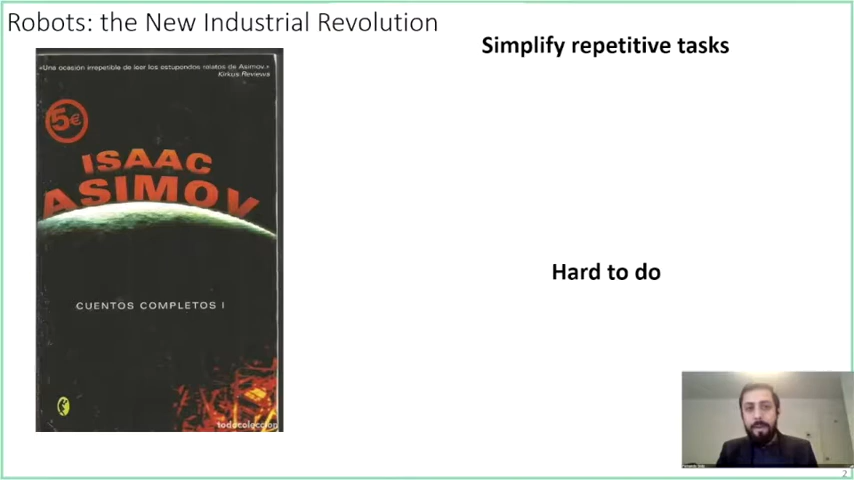 Robots: the New Industrial Revolution
Simplify repetitive tasks
«Una ocasión irrepetible de leer los estupendos relatos de Asimov.»
Kirkus Reviews
5€
ISAAC
ASIMOV
CUENTOS COMPLETOS I
Hard to do
todocoleccion
2